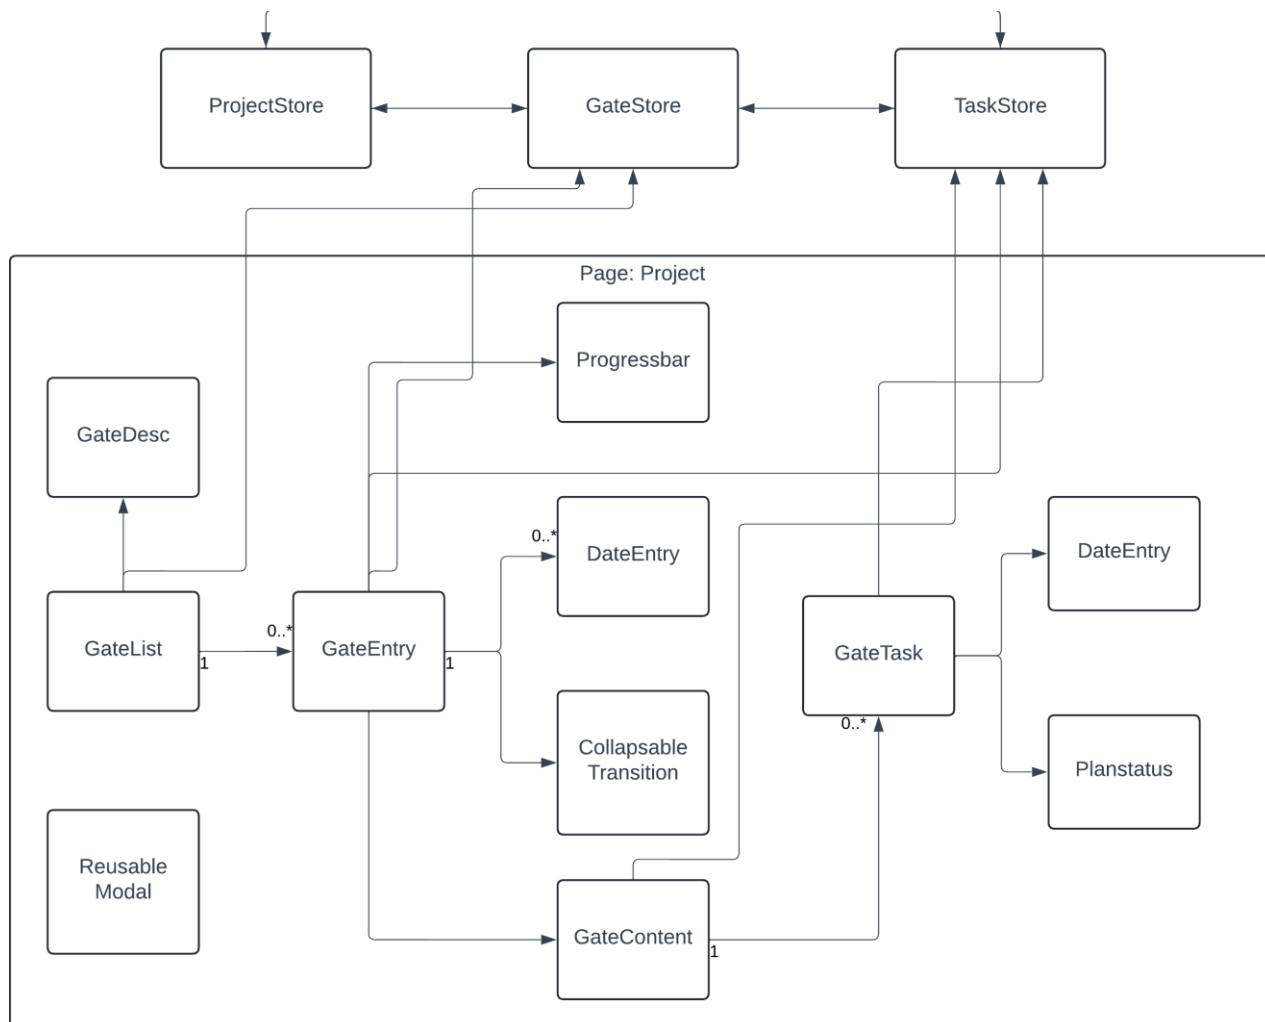 ProjectStore
GateStore
TaskStore
Page: Project
Progressbar
GateDesc
0..*
DateEntry
DateEntry
0..*
GateList
1
GateEntry
1
GateTask
0..*
Collapsable
Transition
Planstatus
Reusable
Modal
GateContent
1